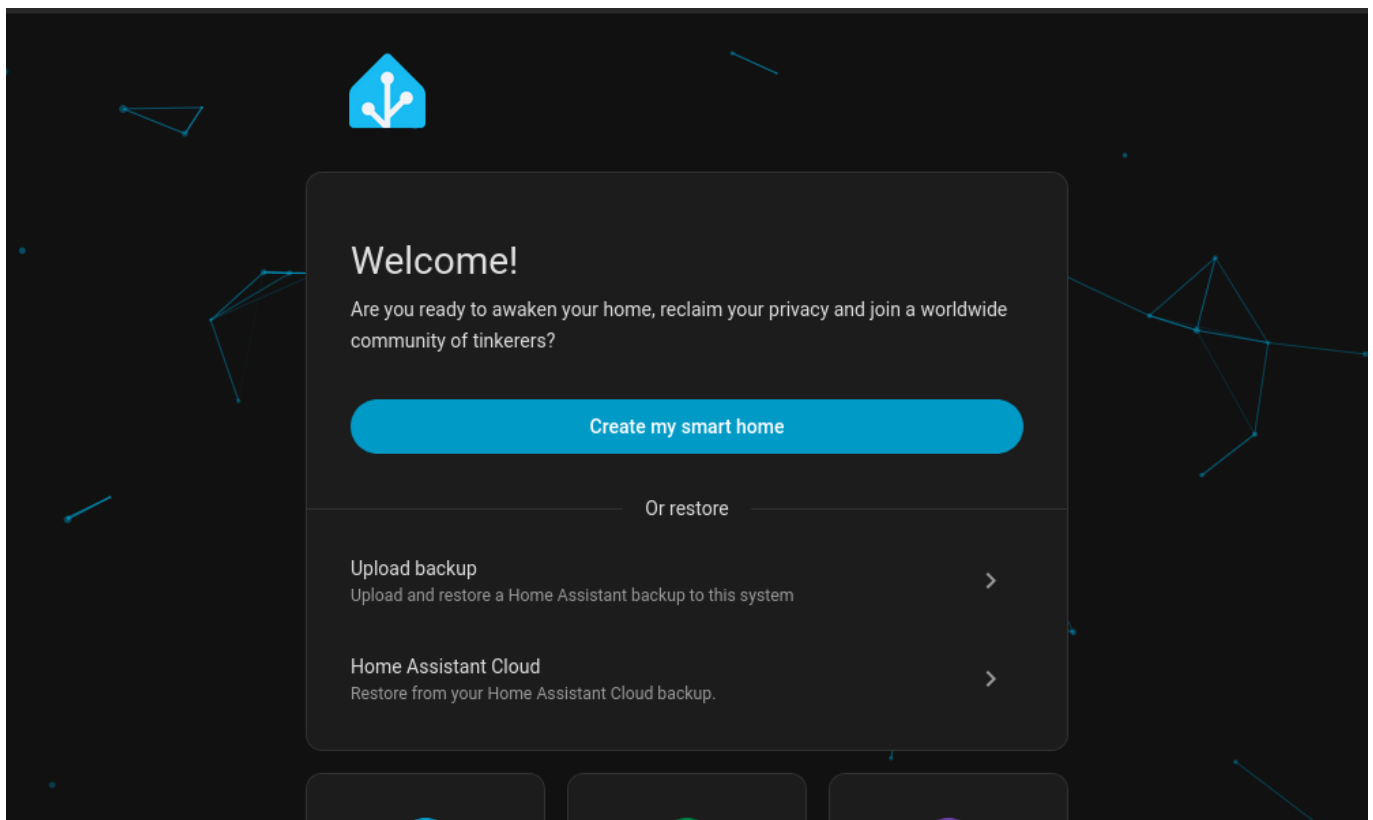 Welcome!
Are you ready to awaken your home, reclaim your privacy and join a worldwide
community of tinkerers?
Create my smart home
Or restore
Upload backup
Upload and restore a Home Assistant backup to this system
Home Assistant Cloud
Restore from your Home Assistant Cloud backup.